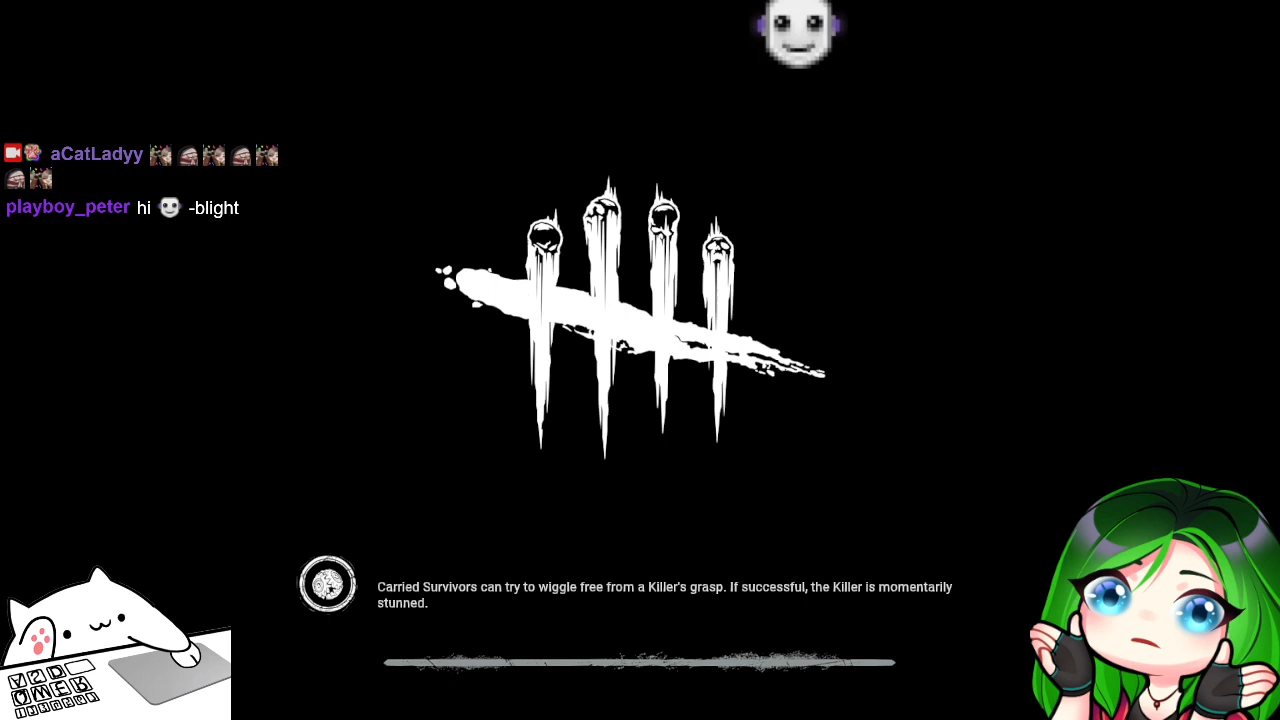 aCatLadyy
playboy_peter hi -blight
Carried Survivors can try to wiggle free from a Killer's grasp. If successful, the Killer is momentarily
stunned.